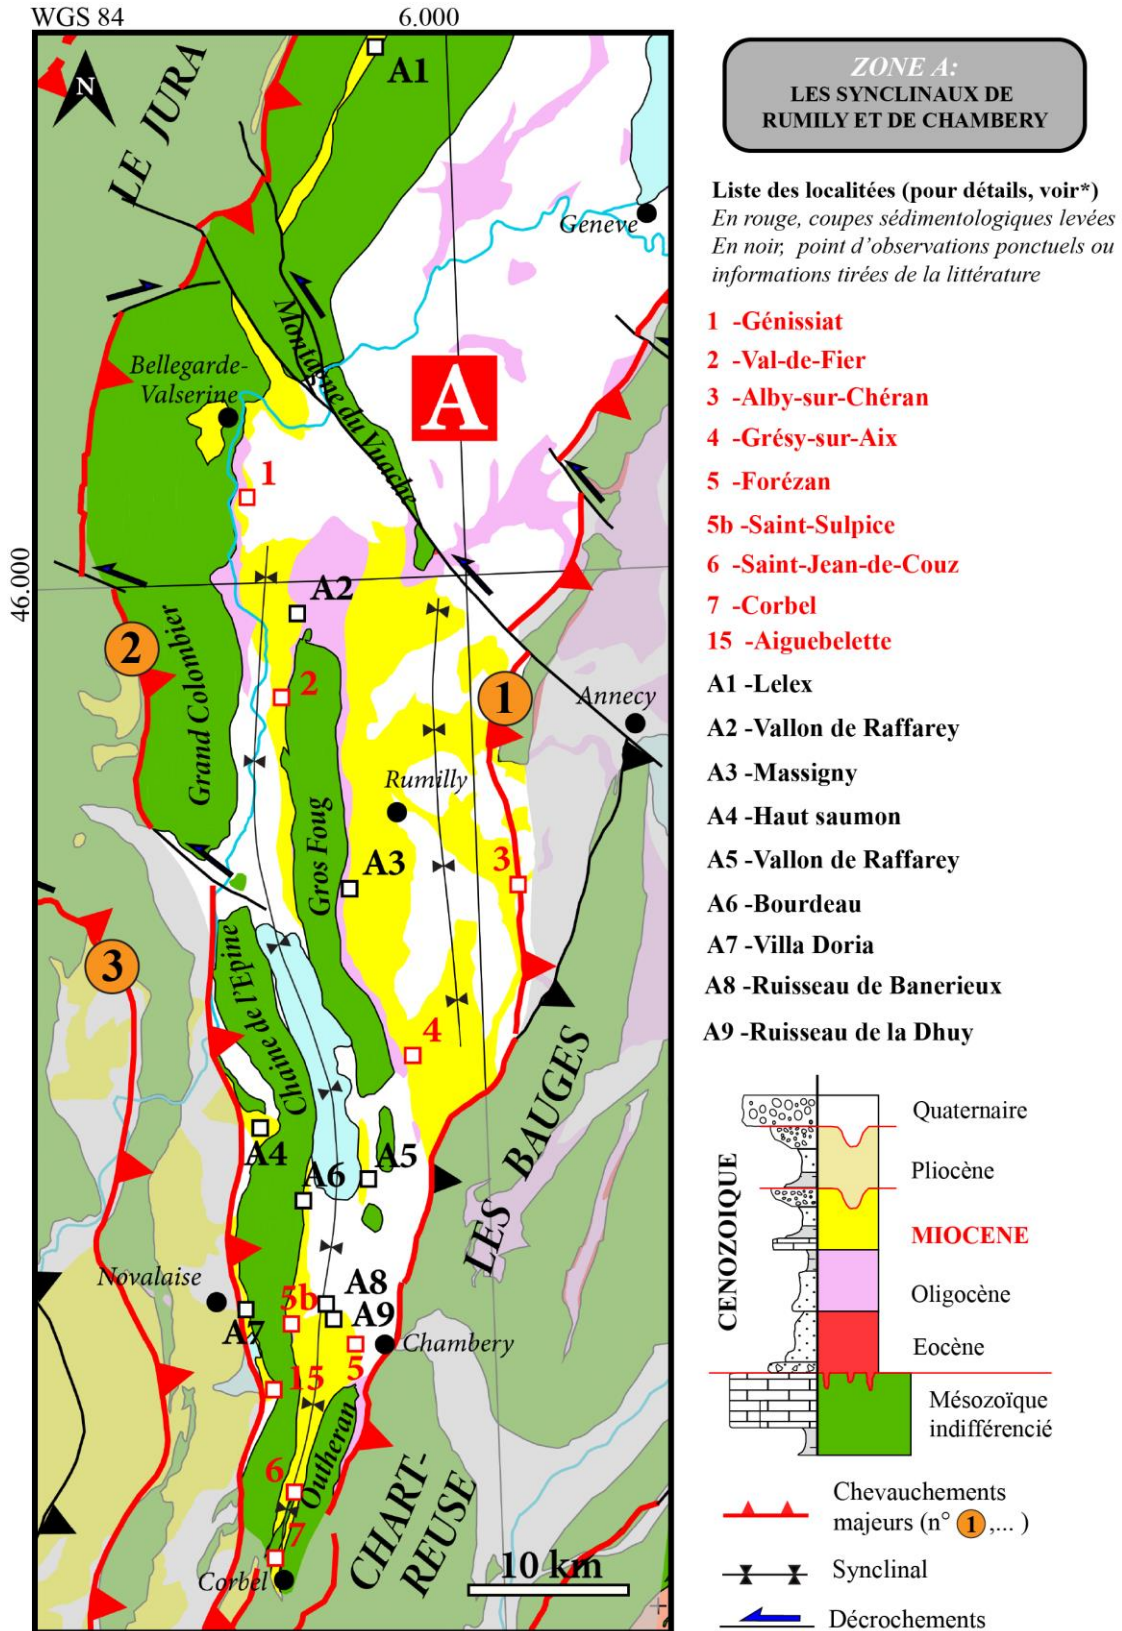 WGS 84
6.000
46.000
N
LE JURA
A1
Geneve
Montagne du Vuache
Bellegarde-
Valserine
A
1
A2
2
Grand Colombier
2
1
Annecy
Rumilly
Gros Foug
A3
3
3
Chaine de l'Epine
4
LES BAUGES
A4
A6
A5
Novalaise
5b
A8
A9
A7
Chambery
5
15
Outheran
6
7
CHART-
REUSE
Corbel
10 km
ZONE A:
LES SYNCLINAUX DE
RUMILY ET DE CHAMBERY
Liste des localitées (pour détails, voir*)
En rouge, coupes sédimentologiques levées
En noir, point d'observations ponctuels ou
informations tirées de la littérature
1 -Génissiat
2 -Val-de-Fier
3 -Alby-sur-Chéran
4 -Grésy-sur-Aix
5 -Forézan
5b -Saint-Sulpice
6 -Saint-Jean-de-Couz
7 -Corbel
15 -Aiguebelette
A1 -Lelex
A2 -Vallon de Raffarey
A3 -Massigny
A4 -Haut saumon
A5 -Vallon de Raffarey
A6 -Bourdeau
A7 -Villa Doria
A8 -Ruisseau de Banerieux
A9 -Ruisseau de la Dhuy
CENOZOIQUE
Quaternaire
Pliocène
MIOCENE
Oligocène
Eocène
Mésozoïque
indifférencié
Chevauchements
majeurs (n° 1 ,... )
Synclinal
Décrochements